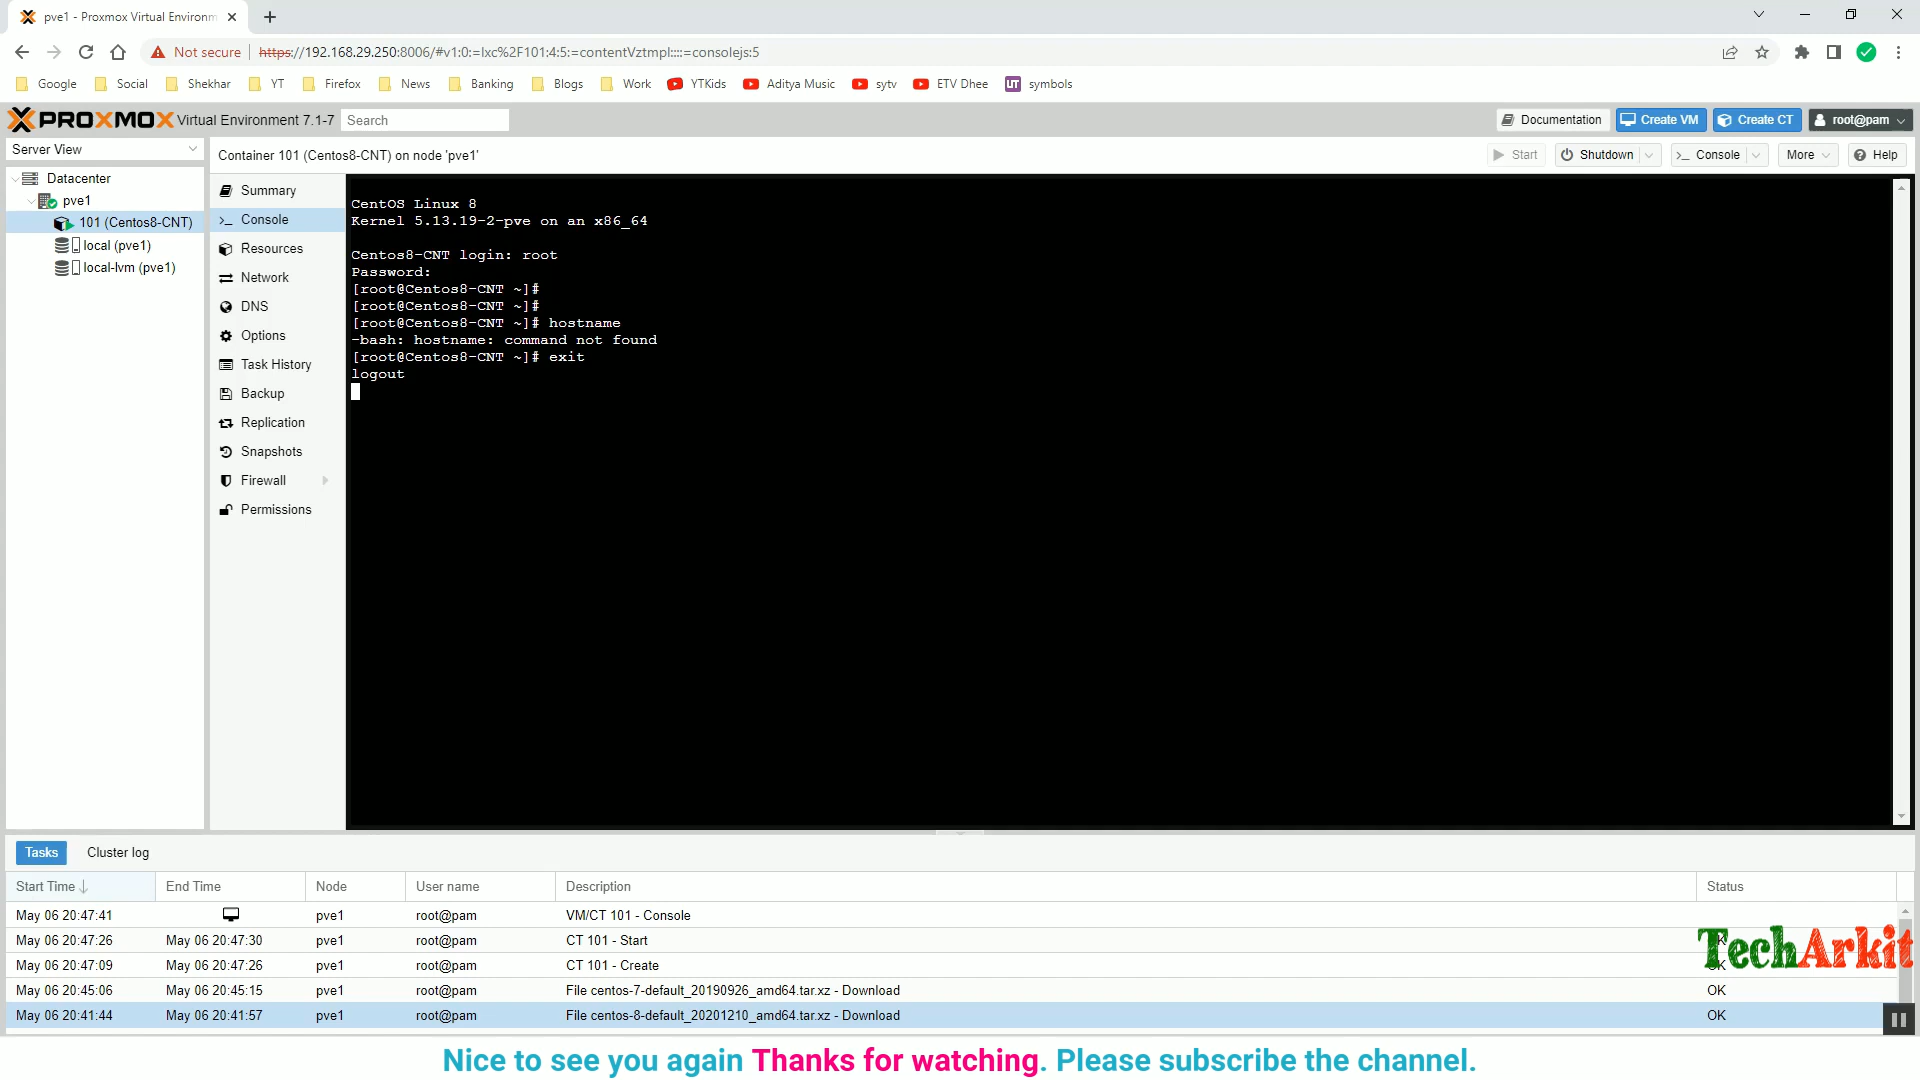 pve1 - Proxmox Virtual Environm
Not secure
https://192.168.29.250:8006/#v1:0:=lxc%2F101:4:5:=contentVztmpl::::=consolejs:5
Google Social Shekhar YT Firefox News Banking Blogs Work YTKids Aditya Music sytv ETV Dhee UT symbols
PROXMOX Virtual Environment 7.1-7 Search Documentation Create VM Create CT root@pam
Server View
Container 101 (Centos8-CNT) on node 'pve1' Start Shutdown Console More Help
Datacenter
pve1
101 (Centos8-CNT)
local (pve1)
local-lvm (pve1)
Summary
Console
Resources
Network
DNS
Options
Task History
Backup
Replication
Snapshots
Firewall
Permissions
CentOS Linux 8
Kernel 5.13.19-2-pve on an x86_64
Centos8-CNT login: root
Password:
[root@Centos8-CNT ~]#
[root@Centos8-CNT ~]#
[root@Centos8-CNT ~]# hostname
-bash: hostname: command not found
[root@Centos8-CNT ~]# exit
logout
Tasks Cluster log
Start Time End Time Node User name Description Status
May 06 20:47:41 pve1 root@pam VM/CT 101 - Console
May 06 20:47:26 May 06 20:47:30 pve1 root@pam CT 101 - Start
May 06 20:47:09 May 06 20:47:26 pve1 root@pam CT 101 - Create OK
May 06 20:45:06 May 06 20:45:15 pve1 root@pam File centos-7-default_20190926_amd64.tar.xz - Download OK
May 06 20:41:44 May 06 20:41:57 pve1 root@pam File centos-8-default_20201210_amd64.tar.xz - Download OK
TechArkit
Nice to see you again Thanks for watching. Please subscribe the channel.